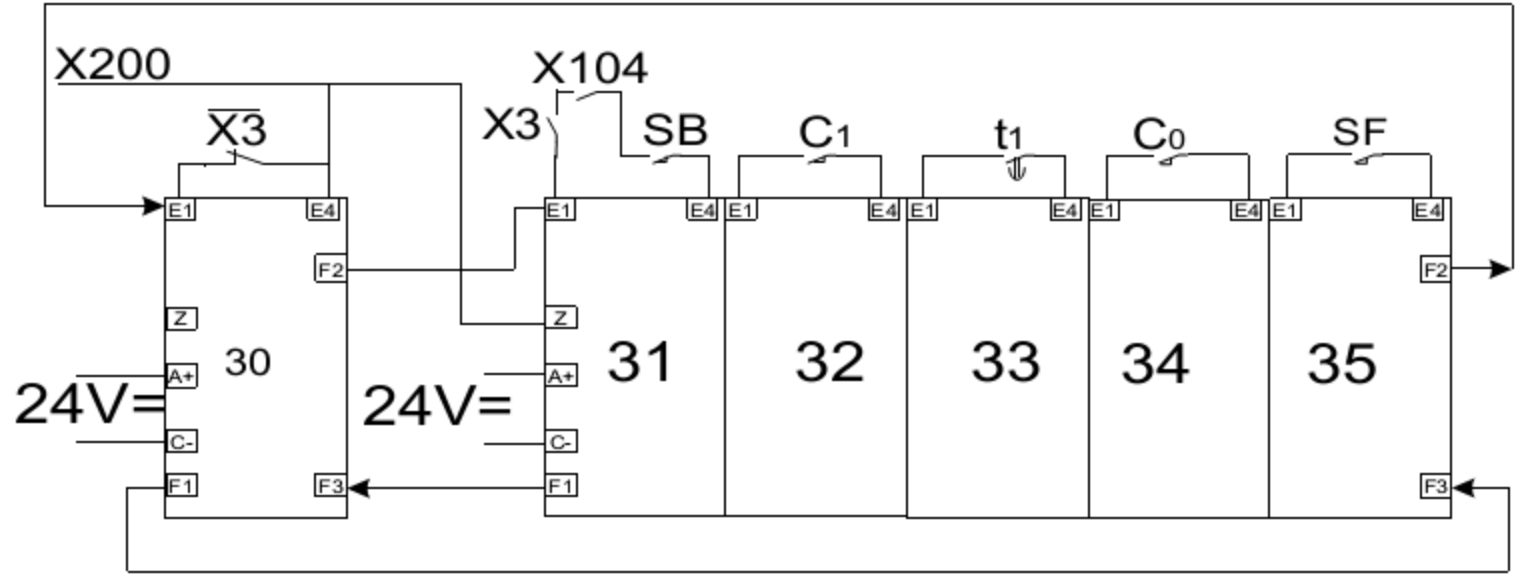 X200
X104
X̅3̅
X3
SB
C1
t1
C0
SF
E1 E4 E1 E4 E1 E4 E1 E4 E1 E4 E1 E4
F2 F2
Z Z
30 31 32 33 34 35
A+ A+
24V= 24V=
C- C-
F1 F3 F1 F3